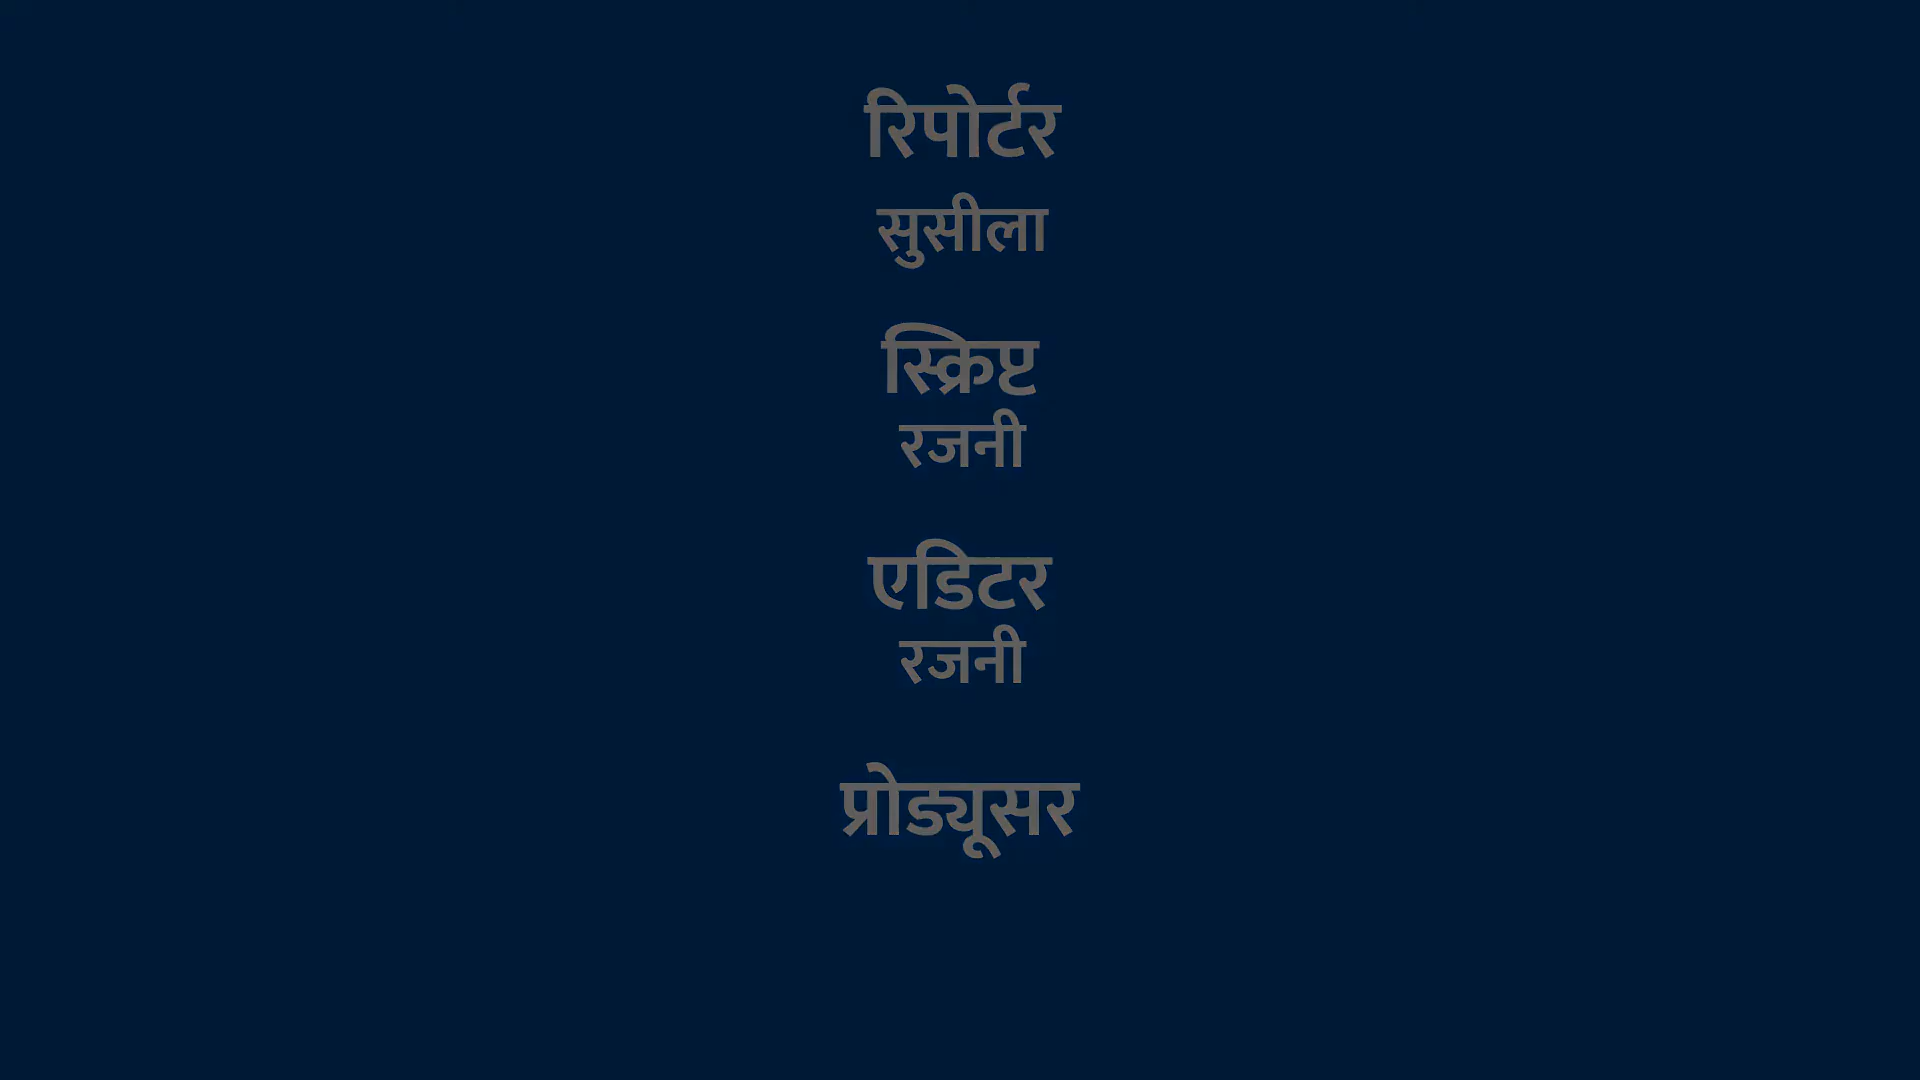 रिपोर्टर
सुसीला
स्क्रिप्ट
रजनी
एडिटर
रजनी
प्रोड्यूसर